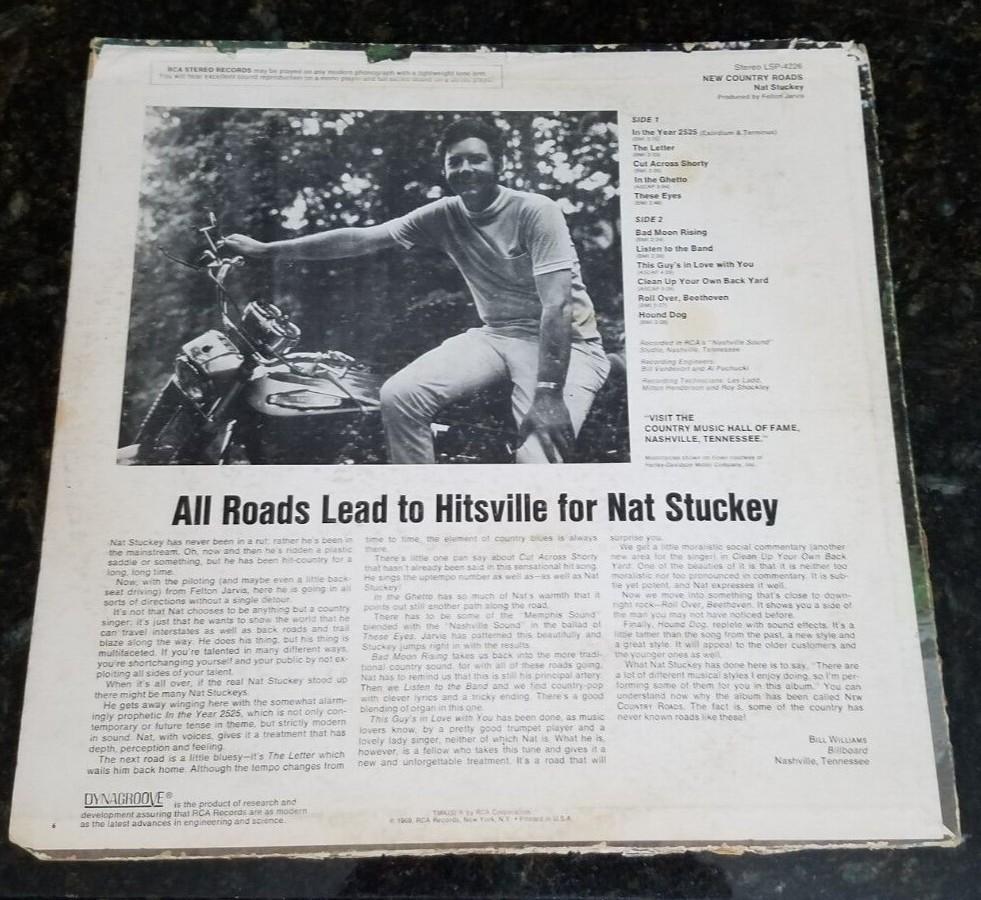 RCA STEREO RECORDS may be played on any modern phonograph with a lightweight tone arm.
You will hear excellent sound reproduction on a mono player and full stereo sound on a stereo player.
Stereo LSP-4226
NEW COUNTRY ROADS
Nat Stuckey
Produced by Felton Jarvis
SIDE 1
In the Year 2525 (Exordium & Terminus)
The Letter
Cut Across Shorty
In the Ghetto
These Eyes
SIDE 2
Bad Moon Rising
Listen to the Band
This Guy's in Love with You
Clean Up Your Own Back Yard
Roll Over, Beethoven
Hound Dog
Recorded in RCA's "Nashville Sound"
Studio, Nashville, Tennessee
Recording Engineers:
Bill Vandevort and Al Pachucki
Recording Technicians: Les Ladd,
Milton Henderson and Roy Shockley
"VISIT THE
COUNTRY MUSIC HALL OF FAME,
NASHVILLE, TENNESSEE."
Motorcycles shown on cover courtesy of
Harley-Davidson Motor Company, Inc.
All Roads Lead to Hitsville for Nat Stuckey
Nat Stuckey has never been in a rut; rather he's been in
the mainstream. Oh, now and then he's ridden a plastic
saddle or something, but he has been hit-country for a
long, long time.
Now, with the piloting (and maybe even a little back-
seat driving) from Felton Jarvis, here he is going in all
sorts of directions without a single detour.
It's not that Nat chooses to be anything but a country
singer; it's just that he wants to show the world that he
can travel interstates as well as back roads and trail
blaze along the way. He does his thing, but his thing is
multifaceted. If you're talented in many different ways,
you're shortchanging yourself and your public by not ex-
ploiting all sides of your talent.
When it's all over, if the real Nat Stuckey stood up
there might be many Nat Stuckeys.
He gets away winging here with the somewhat alarm-
ingly prophetic In the Year 2525, which is not only con-
temporary or future tense in theme, but strictly modern
in sound. Nat, with voices, gives it a treatment that has
depth, perception and feeling.
The next road is a little bluesy—it's The Letter which
wails him back home. Although the tempo changes from
time to time, the element of country blues is always
there.
There's little one can say about Cut Across Shorty
that hasn't already been said in this sensational hit song.
He sings the uptempo number as well as—as well as Nat
Stuckey!
In the Ghetto has so much of Nat's warmth that it
points out still another path along the road.
There has to be some of the "Memphis Sound"
blended with the "Nashville Sound" in the ballad of
These Eyes. Jarvis has patterned this beautifully and
Stuckey jumps right in with the results.
Bad Moon Rising takes us back into the more tradi-
tional country sound, for with all of these roads going,
Nat has to remind us that this is still his principal artery.
Then we Listen to the Band and we find country-pop
with clever lyrics and a tricky ending. There's a good
blending of organ in this one.
This Guy's in Love with You has been done, as music
lovers know, by a pretty good trumpet player and a
lovely lady singer, neither of which Nat is. What he is,
however, is a fellow who takes this tune and gives it a
new and unforgettable treatment. It's a road that will
surprise you.
We get a little moralistic social commentary (another
new area for the singer) in Clean Up Your Own Back
Yard. One of the beauties of it is that it is neither too
moralistic nor too pronounced in commentary. It is sub-
tle yet potent, and Nat expresses it well.
Now we move into something that's close to down-
right rock—Roll Over, Beethoven. It shows you a side of
the man you may not have noticed before.
Finally, Hound Dog, replete with sound effects. It's a
little tamer than the song from the past, a new style and
a great style. It will appeal to the older customers and
the younger ones as well.
What Nat Stuckey has done here is to say, "There are
a lot of different musical styles I enjoy doing, so I'm per-
forming some of them for you in this album." You can
understand now why the album has been called NEW
COUNTRY ROADS. The fact is, some of the country has
never known roads like these!
BILL WILLIAMS
Billboard
Nashville, Tennessee
DYNAGROOVE® is the product of research and
development assuring that RCA Records are as modern
as the latest advances in engineering and science.
6
TMK(s) ® by RCA Corporation
© 1969, RCA Records, New York, N.Y. • Printed in U.S.A.